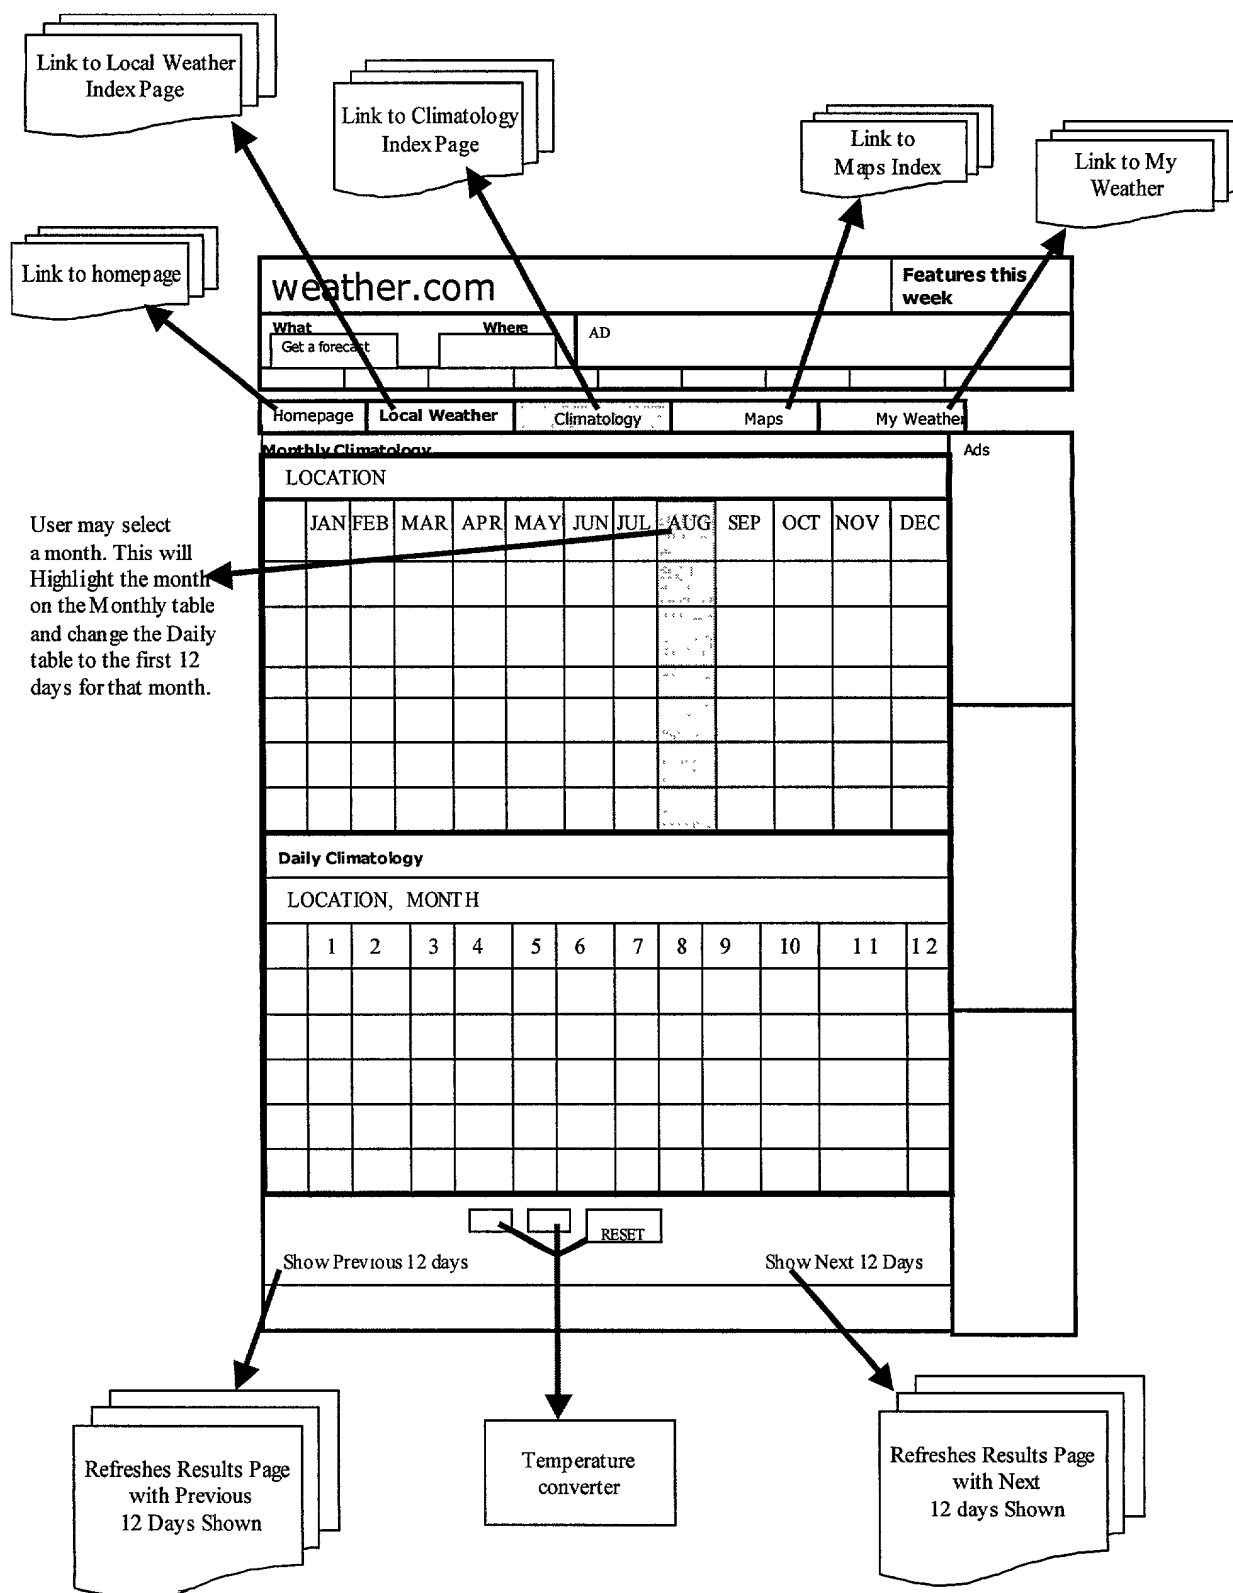 Link to Local Weather
Index Page
Link to Climatology
Index Page
Link to
Maps Index
Link to My
Weather
Link to homepage
weather.com
Features this
week
What
Where
Get a forecast
AD
Homepage
Local Weather
Climatology
Maps
My Weather
Monthly Climatology
Ads
LOCATION
JAN FEB MAR APR MAY JUN JUL AUG SEP OCT NOV DEC
User may select
a month. This will
Highlight the month
on the Monthly table
and change the Daily
table to the first 12
days for that month.
Daily Climatology
LOCATION, MONTH
1 2 3 4 5 6 7 8 9 10 11 12
RESET
Show Previous 12 days
Show Next 12 Days
Refreshes Results Page
with Previous
12 Days Shown
Temperature
converter
Refreshes Results Page
with Next
12 days Shown